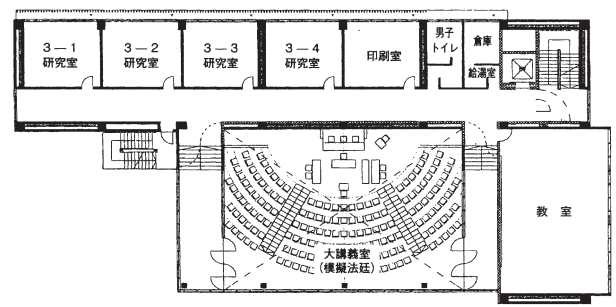 3―1
研究室
3―2
研究室
3―3
研究室
3―4
研究室
印刷室
男子
トイレ
倉庫
給湯室
教室
大講義室
(模擬法廷)